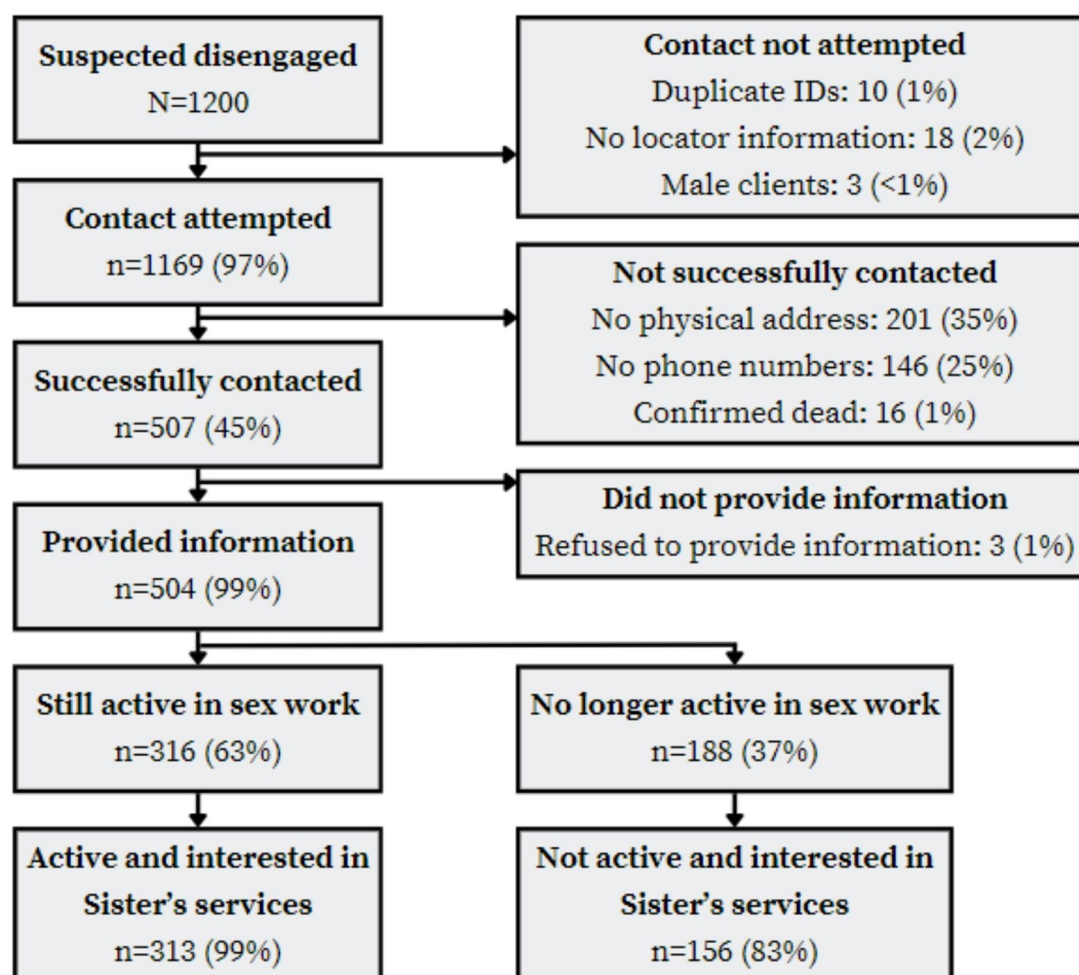 Suspected disengaged
N=1200
Contact not attempted
Duplicate IDs: 10 (1%)
No locator information: 18 (2%)
Male clients: 3 (<1%)
Contact attempted
n=1169 (97%)
Not successfully contacted
No physical address: 201 (35%)
No phone numbers: 146 (25%)
Confirmed dead: 16 (1%)
Successfully contacted
n=507 (45%)
Did not provide information
Refused to provide information: 3 (1%)
Provided information
n=504 (99%)
Still active in sex work
n=316 (63%)
No longer active in sex work
n=188 (37%)
Active and interested in
Sister’s services
n=313 (99%)
Not active and interested in
Sister’s services
n=156 (83%)